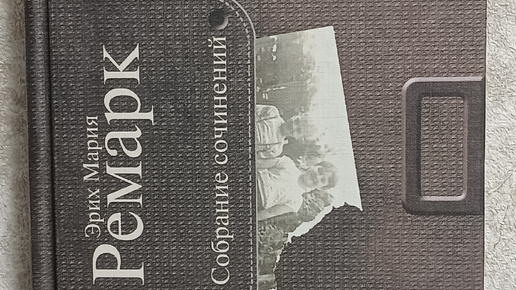 Эрих Мария
Ремарк
Собрание сочинений